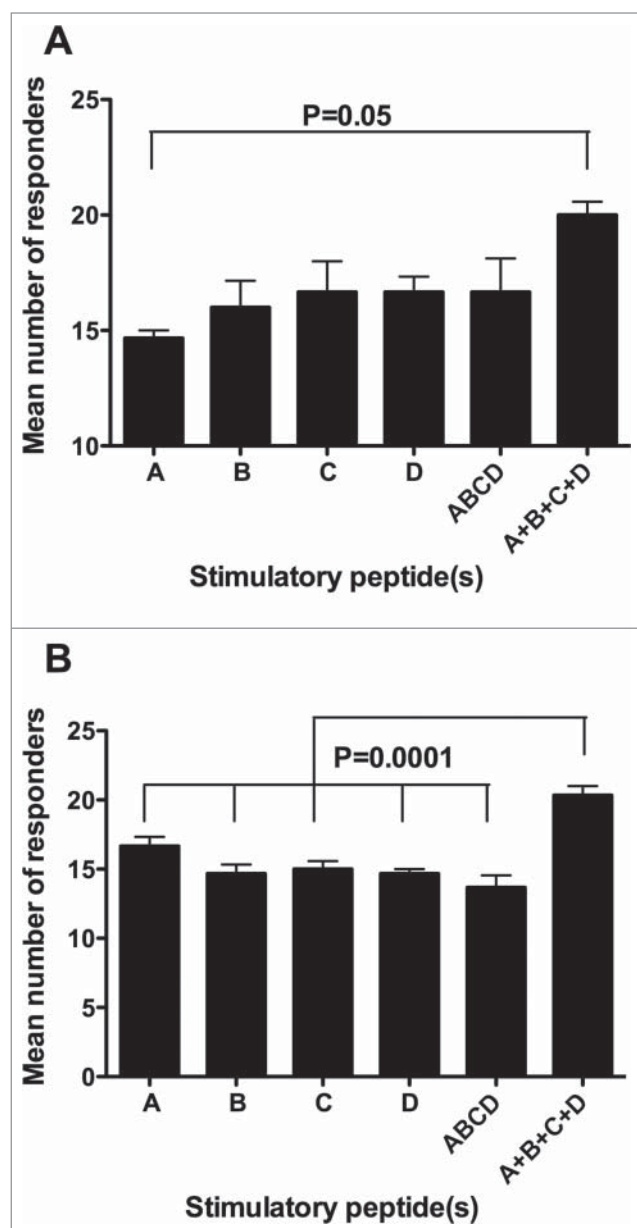 A
Mean number of responders
25
20
15
10
P=0.05
A B C D ABCD A+B+C+D
Stimulatory peptide(s)
B
Mean number of responders
25
20
15
10
5
0
P=0.0001
A B C D ABCD A+B+C+D
Stimulatory peptide(s)